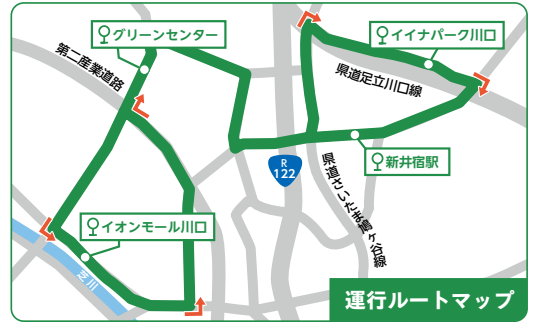 グリーンセンター
イイナパーク川口
第二産業道路
県道足立川口線
新井宿駅
R
122
県道さいたま鳩ヶ谷線
イオンモール川口
芝川
運行ルートマップ